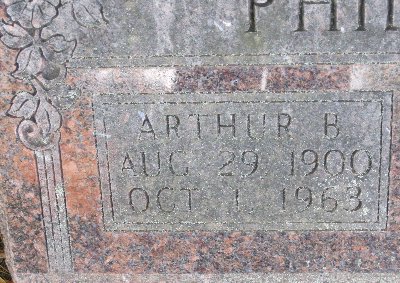 ARTHUR B.
AUG 29, 1900
OCT 1, 1963